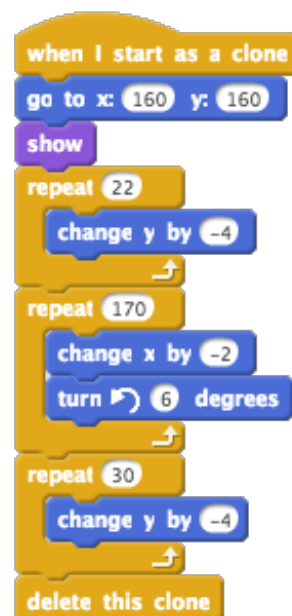 when I start as a clone
go to x: 160 y: 160
show
repeat 22
change y by -4
repeat 170
change x by -2
turn 6 degrees
repeat 30
change y by -4
delete this clone